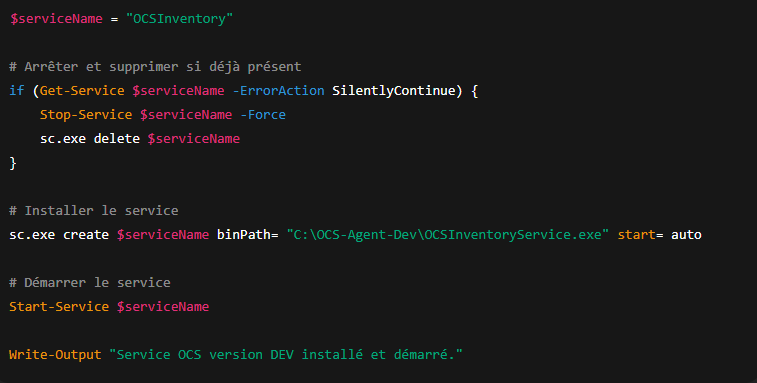 $serviceName = "OCSInventory"
# Arrêter et supprimer si déjà présent
if (Get-Service $serviceName -ErrorAction SilentlyContinue) {
    Stop-Service $serviceName -Force
    sc.exe delete $serviceName
}
# Installer le service
sc.exe create $serviceName binPath= "C:\OCS-Agent-Dev\OCSInventoryService.exe" start= auto
# Démarrer le service
Start-Service $serviceName
Write-Output "Service OCS version DEV installé et démarré."